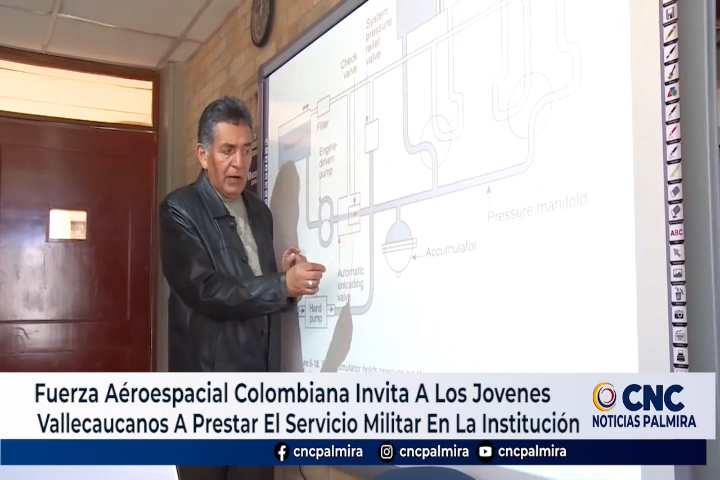 System
pressure
relief
valve
Check
valve
Filter
Engine-
driven
pump
Pressure manifold
Accumulator
Automatic
unloading
valve
Hand
pump
ABC
Fuerza Aéroespacial Colombiana Invita A Los Jovenes
Vallecaucanos A Prestar El Servicio Militar En La Institución
CNC
NOTICIAS PALMIRA
cncpalmira
cncpalmira
cncpalmira